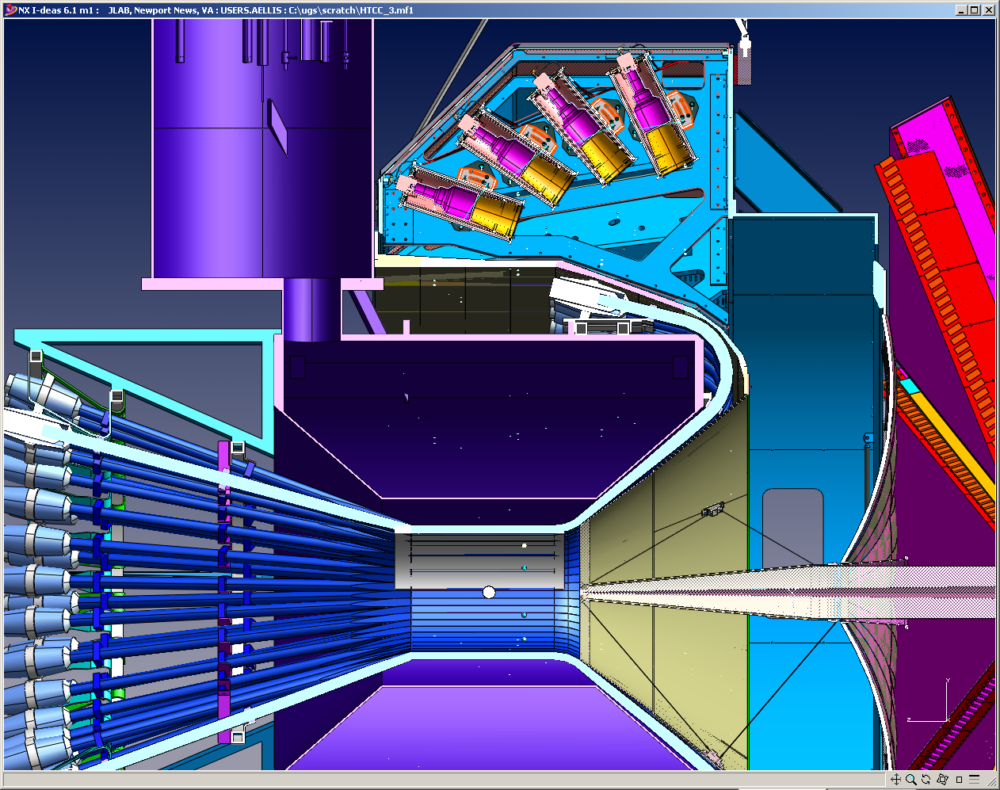 NX I-deas 6.1 m1 :   JLAB, Newport News, VA : USERS.AELLIS : C:\ugs\scratch\HTCC_3.mf1
Y
Z
X